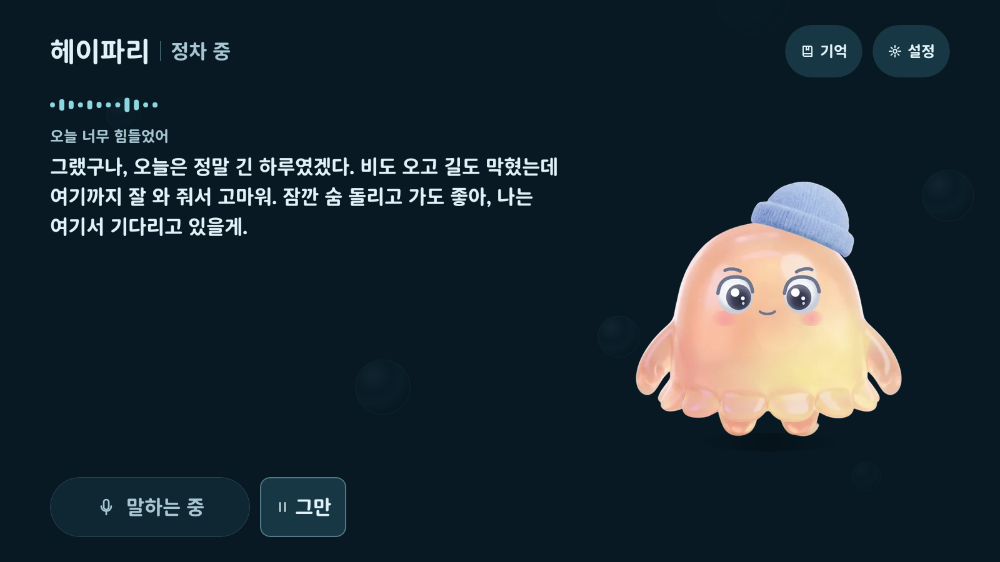 헤이파리 정차 중
기억 설정
오늘 너무 힘들었어
그랬구나, 오늘은 정말 긴 하루였겠다. 비도 오고 길도 막혔는데
여기까지 잘 와 줘서 고마워. 잠깐 숨 돌리고 가도 좋아, 나는
여기서 기다리고 있을게.
말하는 중 그만